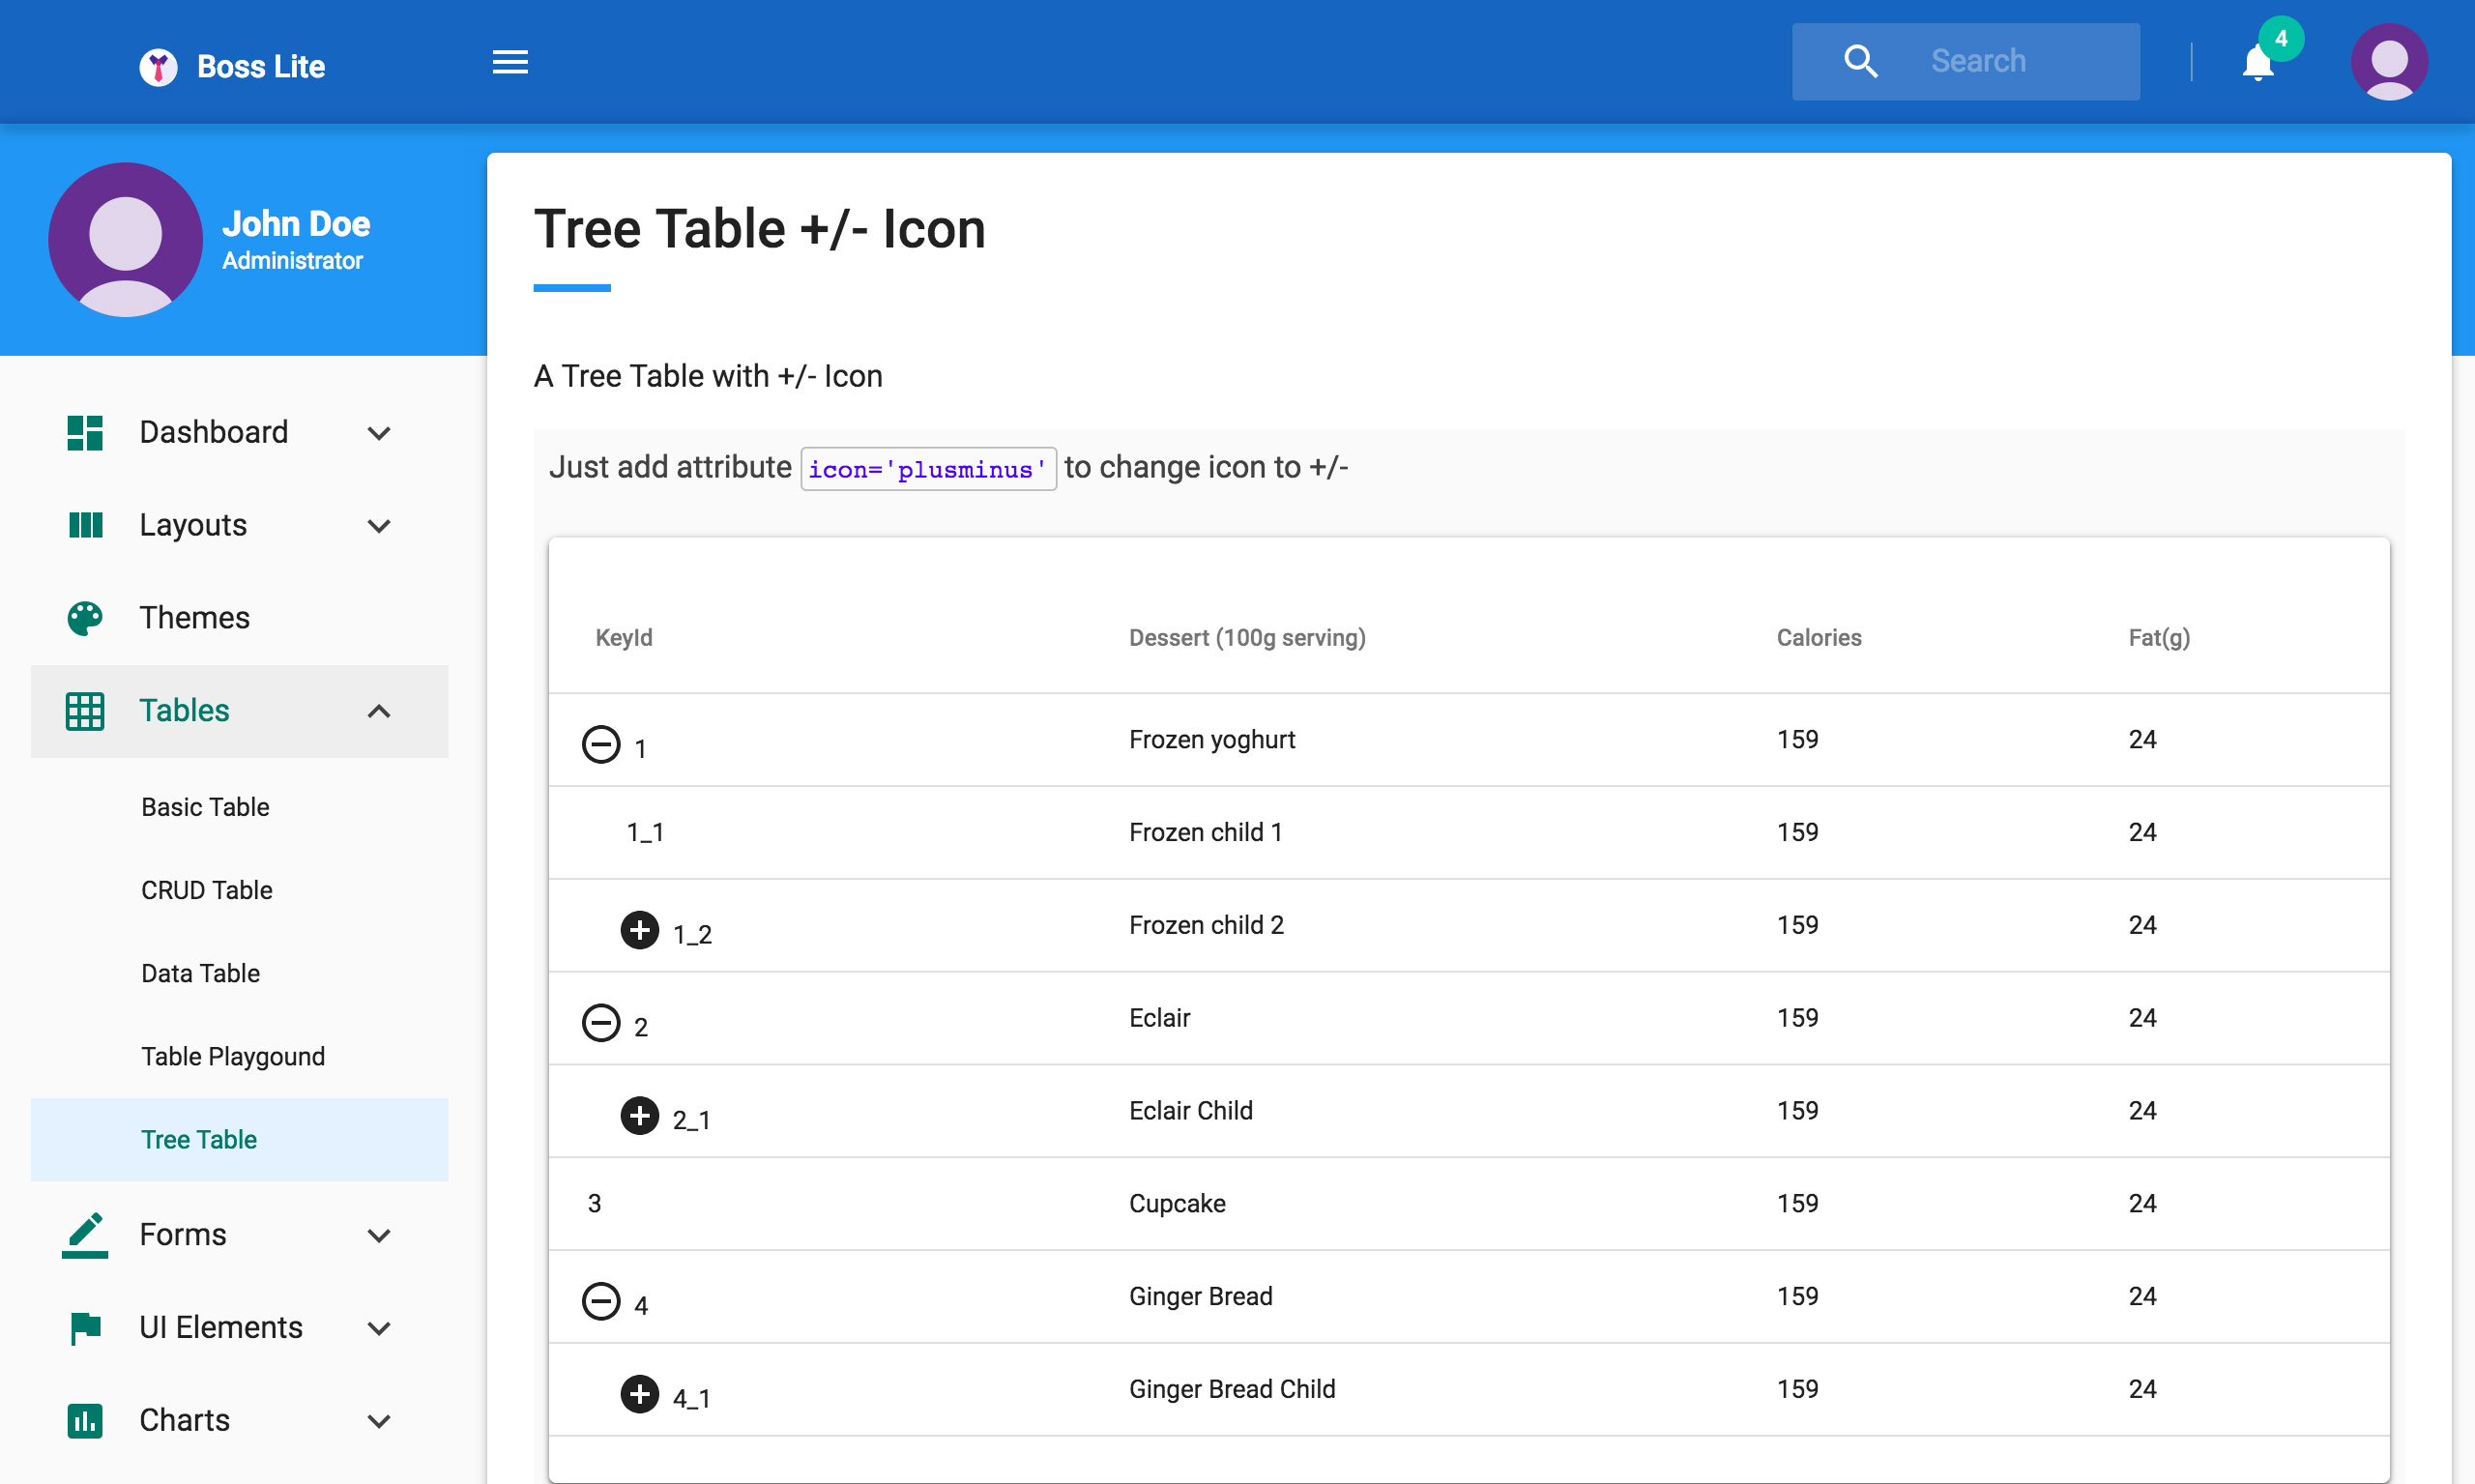 Boss Lite
Search
4
John Doe
Administrator
Dashboard
Layouts
Themes
Tables
Basic Table
CRUD Table
Data Table
Table Playgound
Tree Table
Forms
UI Elements
Charts
Tree Table +/- Icon
A Tree Table with +/- Icon
Just add attribute icon='plusminus' to change icon to +/-
KeyId Dessert (100g serving) Calories Fat(g)
1 Frozen yoghurt 159 24
1_1 Frozen child 1 159 24
1_2 Frozen child 2 159 24
2 Eclair 159 24
2_1 Eclair Child 159 24
3 Cupcake 159 24
4 Ginger Bread 159 24
4_1 Ginger Bread Child 159 24